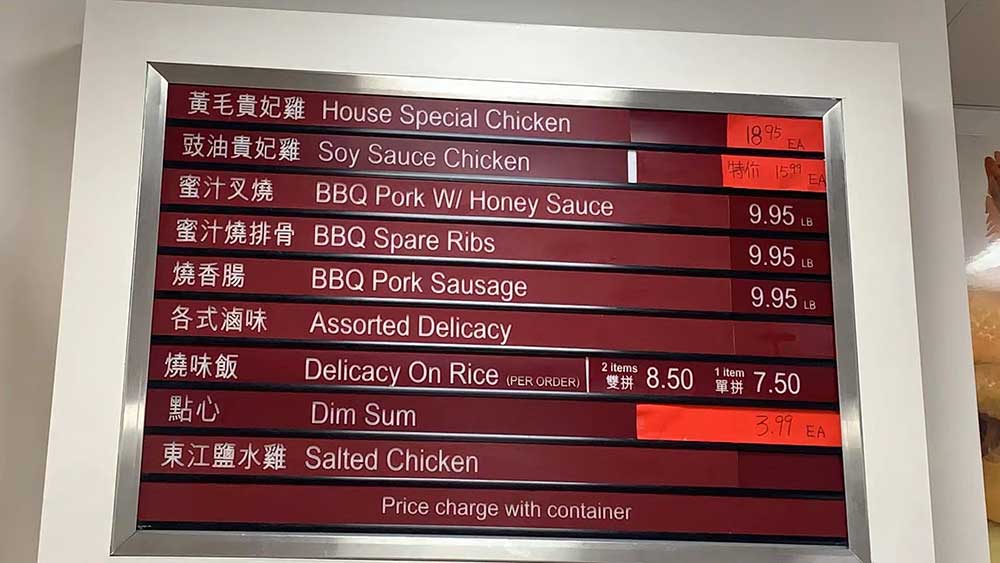 黃毛貴妃雞 House Special Chicken 18.95 EA
豉油貴妃雞 Soy Sauce Chicken 特价 15.99 EA
蜜汁叉燒 BBQ Pork W/ Honey Sauce 9.95 LB
蜜汁燒排骨 BBQ Spare Ribs 9.95 LB
燒香腸 BBQ Pork Sausage 9.95 LB
各式滷味 Assorted Delicacy
燒味飯 Delicacy On Rice (PER ORDER) 2 items 雙拼 8.50 1 item 單拼 7.50
點心 Dim Sum 3.99 EA
東江鹽水雞 Salted Chicken
Price charge with container